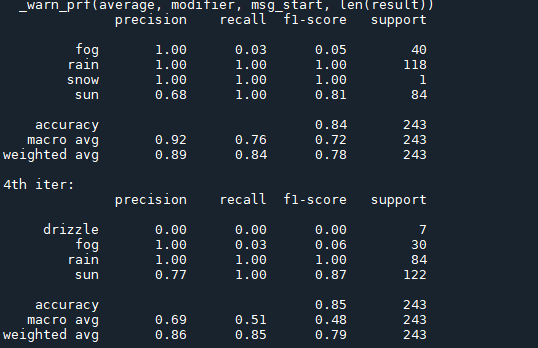 _warn_prf(average, modifier, msg_start, len(result))
precision recall f1-score support
fog 1.00 0.03 0.05 40
rain 1.00 1.00 1.00 118
snow 1.00 1.00 1.00 1
sun 0.68 1.00 0.81 84
accuracy 0.84 243
macro avg 0.92 0.76 0.72 243
weighted avg 0.89 0.84 0.78 243
4th iter:
precision recall f1-score support
drizzle 0.00 0.00 0.00 7
fog 1.00 0.03 0.06 30
rain 1.00 1.00 1.00 84
sun 0.77 1.00 0.87 122
accuracy 0.85 243
macro avg 0.69 0.51 0.48 243
weighted avg 0.86 0.85 0.79 243